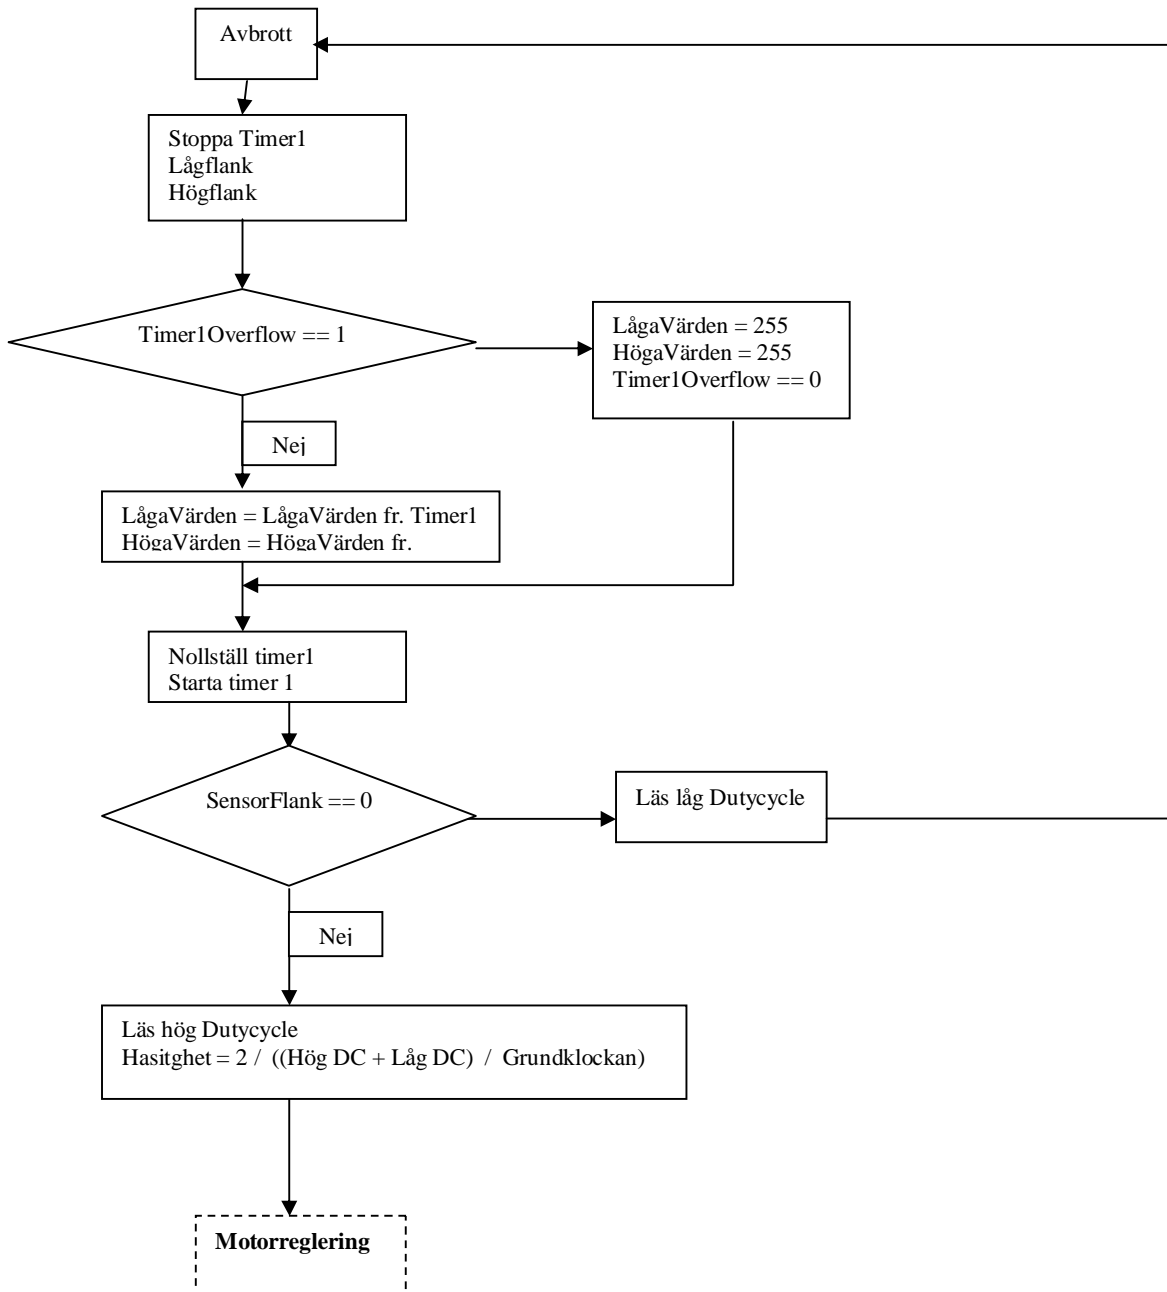 Avbrott
Stoppa Timer1
Lågflank
Högflank
Timer1Overflow == 1
LågaVärden = 255
HögaVärden = 255
Timer1Overflow == 0
Nej
LågaVärden = LågaVärden fr. Timer1
HögaVärden = HögaVärden fr.
Nollställ timer1
Starta timer 1
SensorFlank == 0
Läs låg Dutycycle
Nej
Läs hög Dutycycle
Hasitghet = 2 / ((Hög DC + Låg DC) / Grundklockan)
Motorreglering